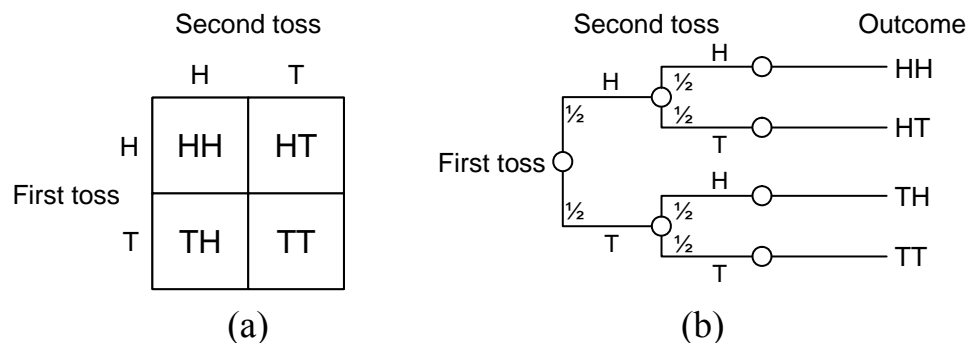 Second toss
H T
H HH HT
First toss
T TH TT
(a)
Second toss Outcome
H HH
H ½
½ ½ HT
T
First toss
H TH
½ ½
T ½
T TT
(b)